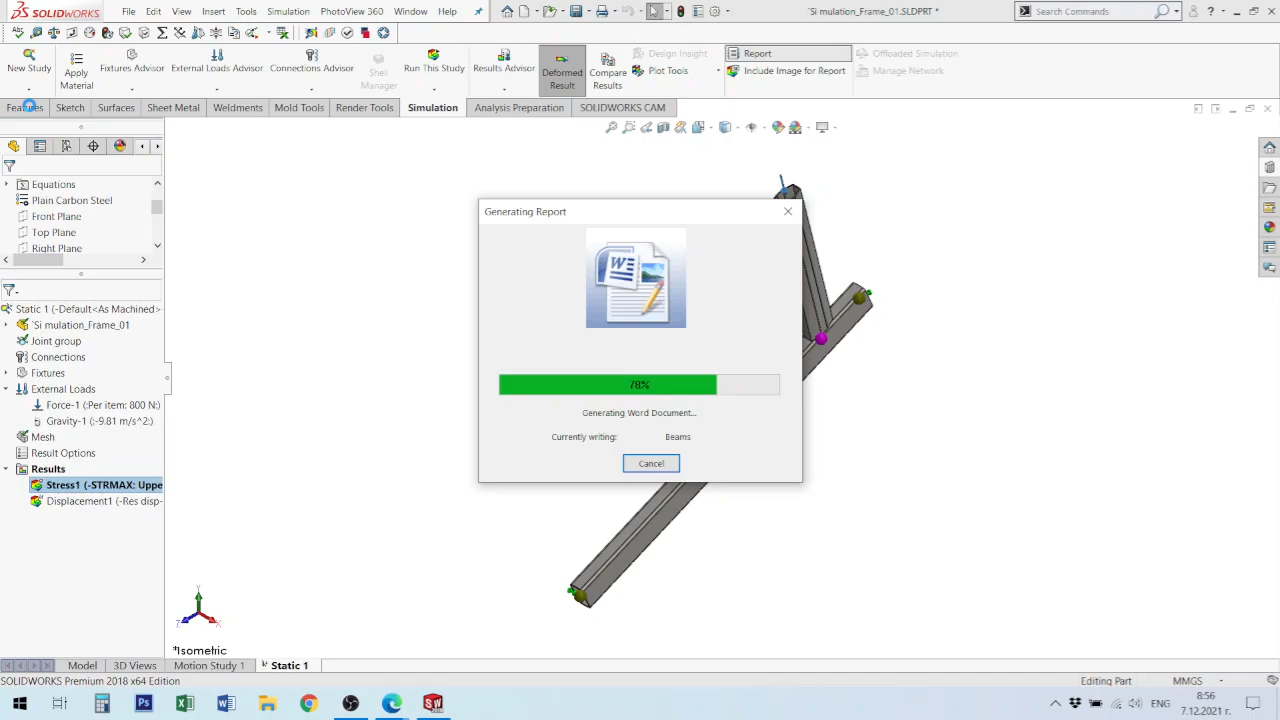 SOLIDWORKS File Edit View Insert Tools Simulation PhotoView 360 Window Help `Si mulation_Frame_01.SLDPRT * Search Commands
New Study
Apply Material
Fixtures Advisor
External Loads Advisor
Connections Advisor
Shell Manager
Run This Study
Results Advisor
Deformed Result
Compare Results
Design Insight
Plot Tools
Report
Include Image for Report
Offloaded Simulation
Manage Network
Features Sketch Surfaces Sheet Metal Weldments Mold Tools Render Tools Simulation Analysis Preparation SOLIDWORKS CAM
Equations
Plain Carbon Steel
Front Plane
Top Plane
Right Plane
Static 1 (-Default<As Machined>
`Si mulation_Frame_01
Joint group
Connections
Fixtures
External Loads
Force-1 (:Per item: 800 N:)
Gravity-1 (:-9.81 m/s^2:)
Mesh
Result Options
Results
Stress1 (-STRMAX: Uppe
Displacement1 (-Res disp-
Generating Report
W
78%
Generating Word Document...
Currently writing: Beams
Cancel
Y
Z X
*Isometric
Model 3D Views Motion Study 1 Static 1
SOLIDWORKS Premium 2018 x64 Edition Editing Part MMGS
ЕНГ
8:56
7.12.2021 г.